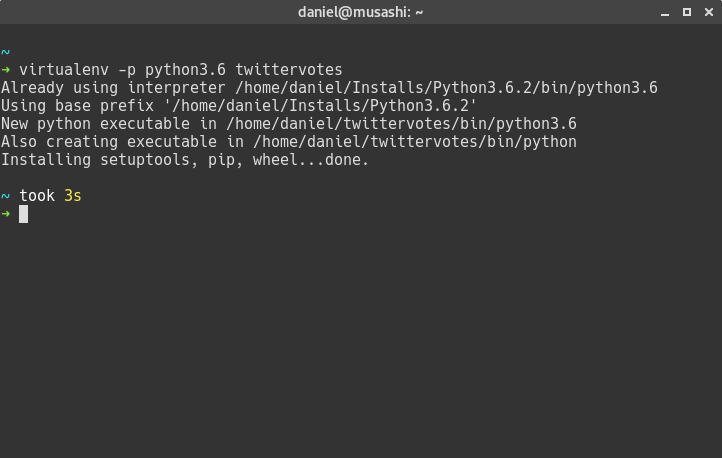 daniel@musashi: ~
~
➜ virtualenv -p python3.6 twittervotes
Already using interpreter /home/daniel/Installs/Python3.6.2/bin/python3.6
Using base prefix '/home/daniel/Installs/Python3.6.2'
New python executable in /home/daniel/twittervotes/bin/python3.6
Also creating executable in /home/daniel/twittervotes/bin/python
Installing setuptools, pip, wheel...done.
~ took 3s
➜